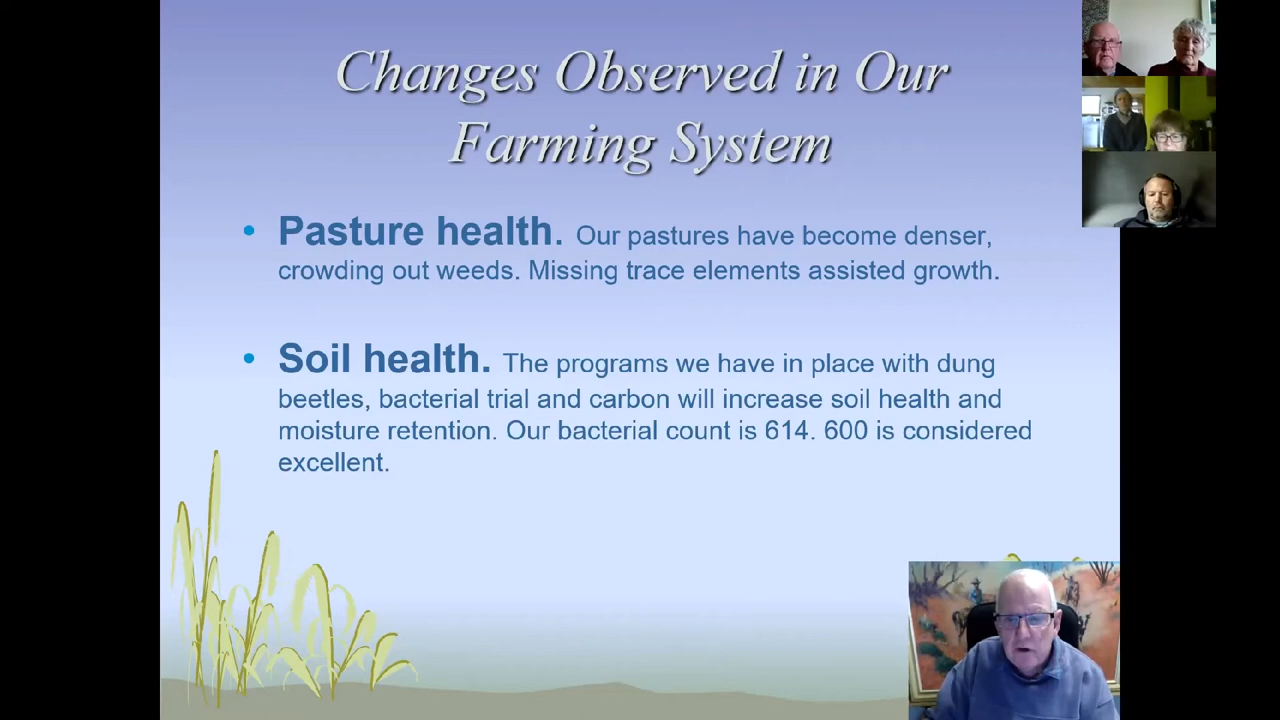 Changes Observed in Our
Farming System
• Pasture health. Our pastures have become denser,
crowding out weeds. Missing trace elements assisted growth.
• Soil health. The programs we have in place with dung
beetles, bacterial trial and carbon will increase soil health and
moisture retention. Our bacterial count is 614. 600 is considered
excellent.